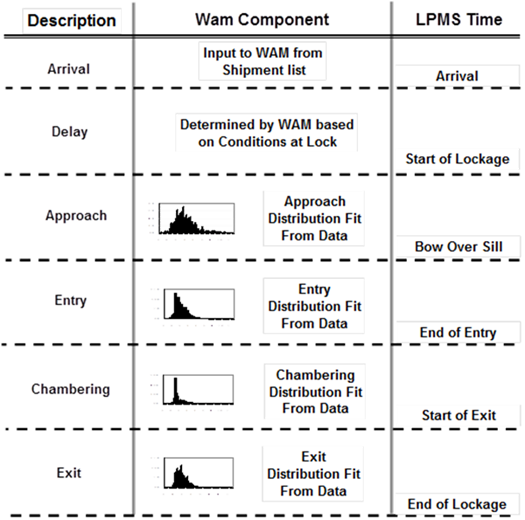 Description
Wam Component
LPMS Time
Arrival
Input to WAM from
Shipment list
Arrival
Delay
Determined by WAM based
on Conditions at Lock
Start of Lockage
Approach
Approach
Distribution Fit
From Data
Bow Over Sill
Entry
Entry
Distribution Fit
From Data
End of Entry
Chambering
Chambering
Distribution Fit
From Data
Start of Exit
Exit
Exit
Distribution Fit
From Data
End of Lockage